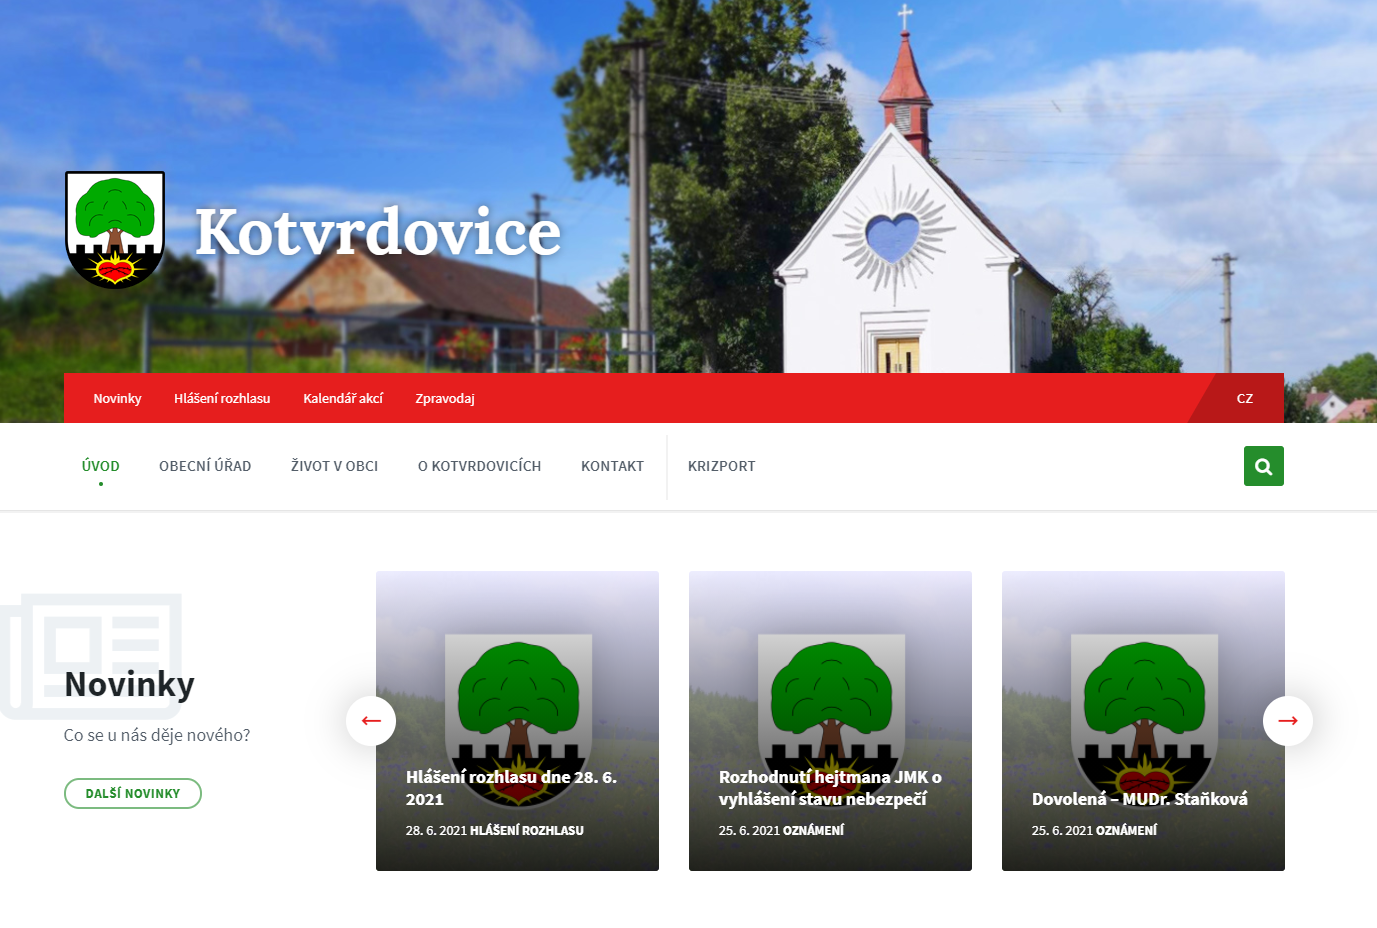 Kotvrdovice
Novinky Hlášení rozhlasu Kalendář akcí Zpravodaj CZ
ÚVOD OBECNÍ ÚŘAD ŽIVOT V OBCI O KOTVRDOVICÍCH KONTAKT KRIZPORT
Novinky
Co se u nás děje nového?
DALŠÍ NOVINKY
Hlášení rozhlasu dne 28. 6.
2021
28. 6. 2021 HLÁŠENÍ ROZHLASU
Rozhodnutí hejtmana JMK o
vyhlášení stavu nebezpečí
25. 6. 2021 OZNÁMENÍ
Dovolená – MUDr. Staňková
25. 6. 2021 OZNÁMENÍ